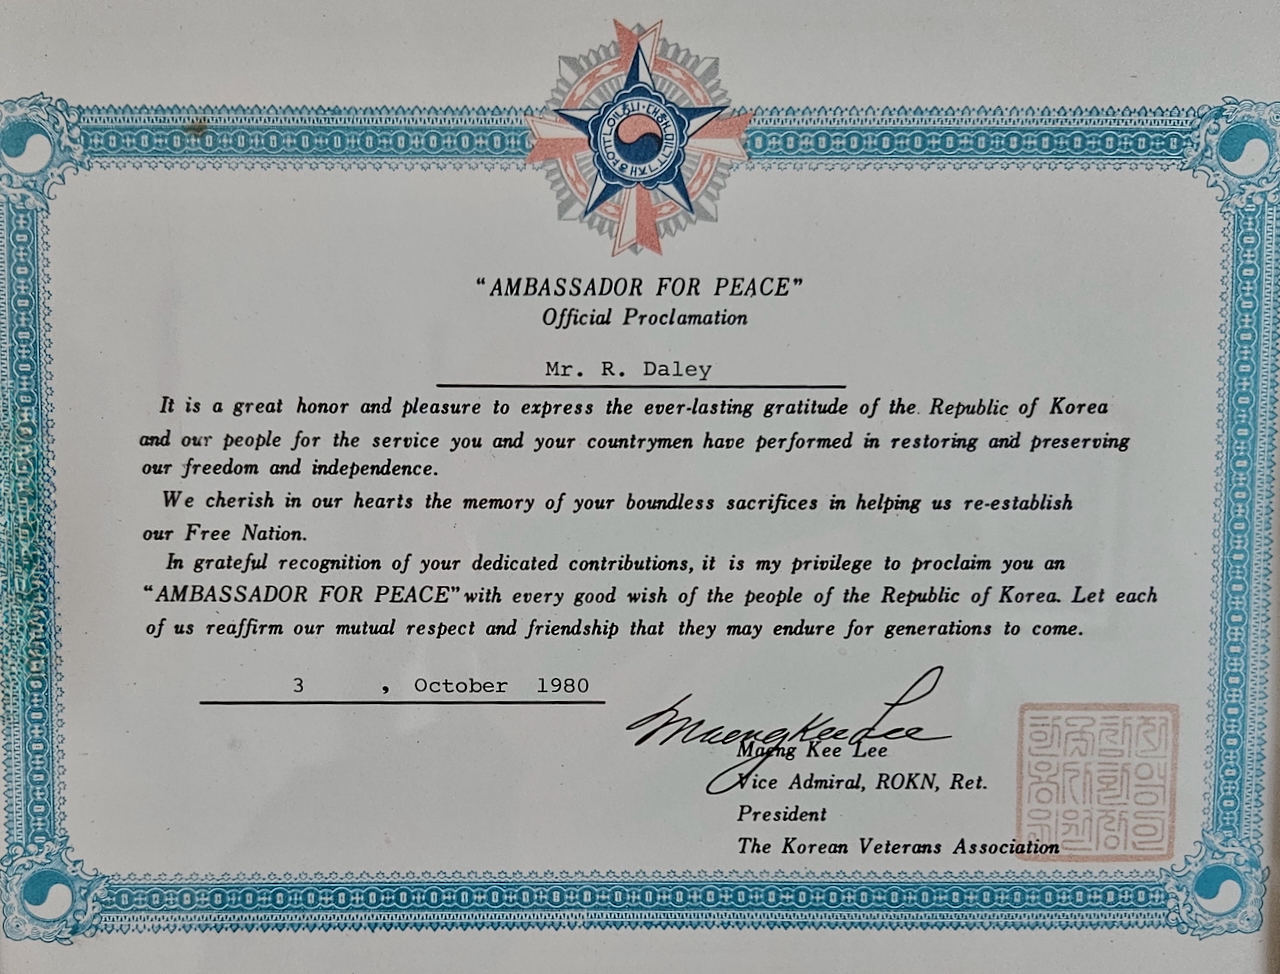 “AMBASSADOR FOR PEACE”
Official Proclamation
Mr. R. Daley
It is a great honor and pleasure to express the ever-lasting gratitude of the Republic of Korea
and our people for the service you and your countrymen have performed in restoring and preserving
our freedom and independence.
We cherish in our hearts the memory of your boundless sacrifices in helping us re-establish
our Free Nation.
In grateful recognition of your dedicated contributions, it is my privilege to proclaim you an
“AMBASSADOR FOR PEACE” with every good wish of the people of the Republic of Korea. Let each
of us reaffirm our mutual respect and friendship that they may endure for generations to come.
3 , October 1980
Maeng Kee Lee
Maeng Kee Lee
Vice Admiral, ROKN, Ret.
President
The Korean Veterans Association